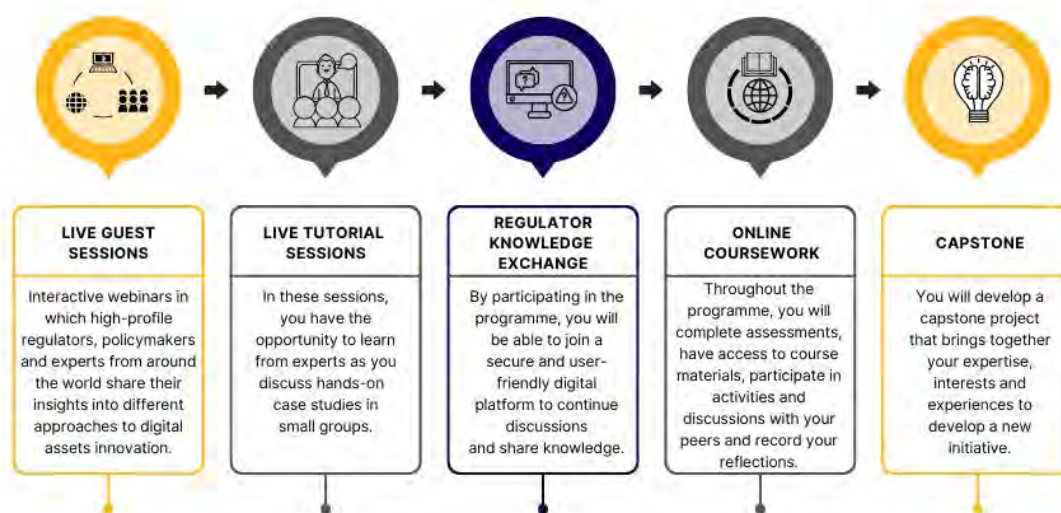 LIVE GUEST
SESSIONS
Interactive webinars in
which high-profile
regulators, policymakers
and experts from around
the world share their
insights into different
approaches to digital
assets innovation.
LIVE TUTORIAL
SESSIONS
In these sessions,
you have the
opportunity to learn
from experts as you
discuss hands-on
case studies in
small groups.
REGULATOR
KNOWLEDGE
EXCHANGE
By participating in the
programme, you will
be able to join a
secure and user-
friendly digital
platform to continue
discussions
and share knowledge.
ONLINE
COURSEWORK
Throughout the
programme, you will
complete assessments,
have access to course
materials, participate in
activities and
discussions with your
peers and record your
reflections.
CAPSTONE
You will develop a
capstone project
that brings together
your expertise,
interests and
experiences to
develop a new
initiative.